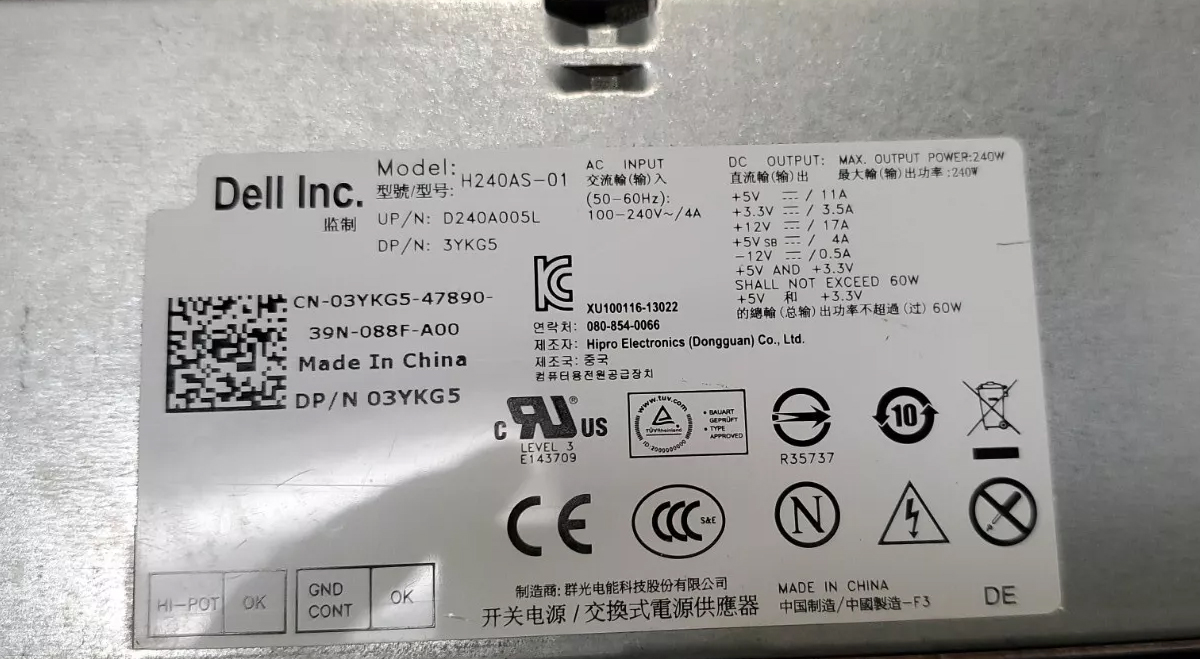 Dell Inc.
监制
Model: H240AS-01
型號/型号:
UP/N: D240A005L
DP/N: 3YKG5
AC INPUT
交流輸(输)入
(50-60Hz):
100-240V~/4A
DC OUTPUT: MAX. OUTPUT POWER:240W
直流輸(输)出 最大輸(输)出功率:240W
+5V ⎓ / 11A
+3.3V ⎓ / 3.5A
+12V ⎓ / 17A
+5V SB ⎓ / 4A
-12V ⎓ / 0.5A
+5V AND +3.3V
SHALL NOT EXCEED 60W
+5V 和 +3.3V
的總輸(总输)出功率不超過(过) 60W
CN-03YKG5-47890-
39N-088F-A00
Made In China
DP/N 03YKG5
XU100116-13022
연락처: 080-854-0066
제조자: Hipro Electronics (Dongguan) Co., Ltd.
제조국: 중국
컴퓨터용전원공급장치
c RU ® US
LEVEL 3
E143709
www.tuv.com
TÜVRheinland
• BAUART
GEPRÜFT
• TYPE
APPROVED
R35737
10
CE
CCC S&E
N
HI-POT OK
GND
CONT OK
制造商: 群光电能科技股份有限公司
开关电源/交換式電源供應器
MADE IN CHINA
中国制造/中國製造-F3
DE